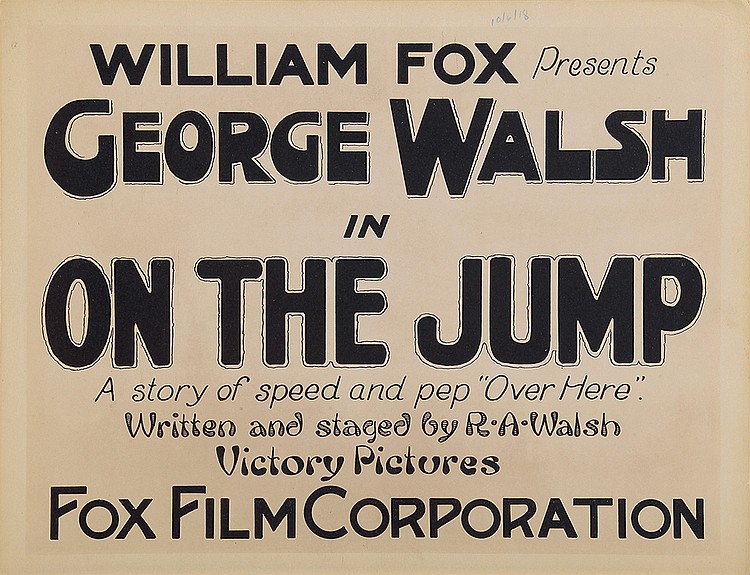 10/6/18
WILLIAM FOX Presents
GEORGE WALSH
IN
ON THE JUMP
A story of speed and pep "Over Here".
Written and staged by R·A·Walsh
Victory Pictures
FOX FILM CORPORATION